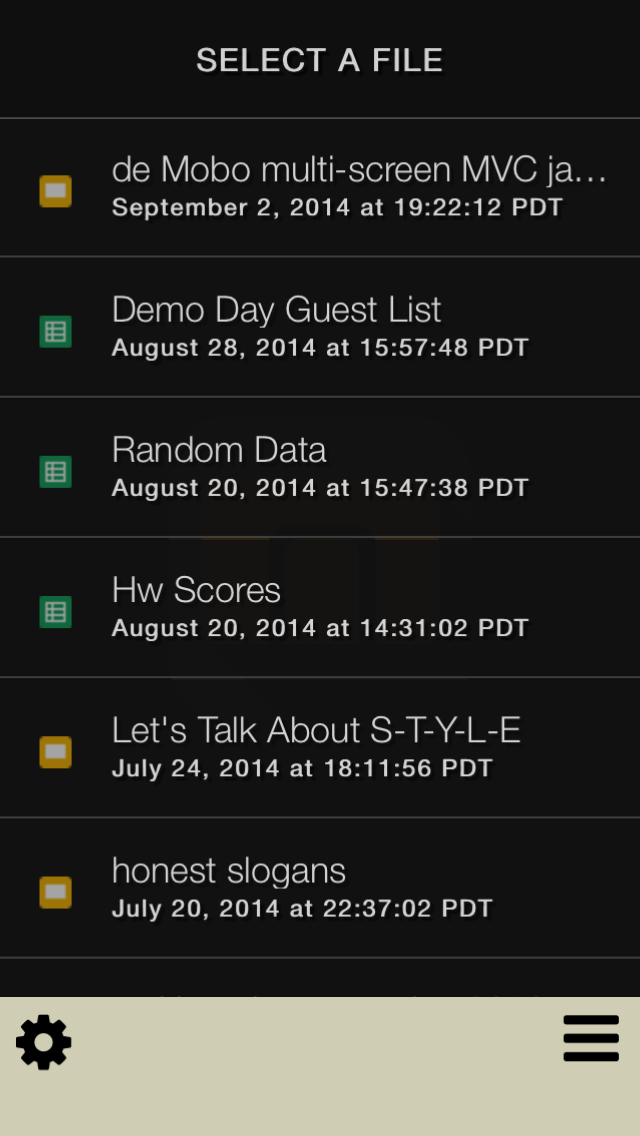 SELECT A FILE
de Mobo multi-screen MVC ja...
September 2, 2014 at 19:22:12 PDT
Demo Day Guest List
August 28, 2014 at 15:57:48 PDT
Random Data
August 20, 2014 at 15:47:38 PDT
Hw Scores
August 20, 2014 at 14:31:02 PDT
Let's Talk About S-T-Y-L-E
July 24, 2014 at 18:11:56 PDT
honest slogans
July 20, 2014 at 22:37:02 PDT